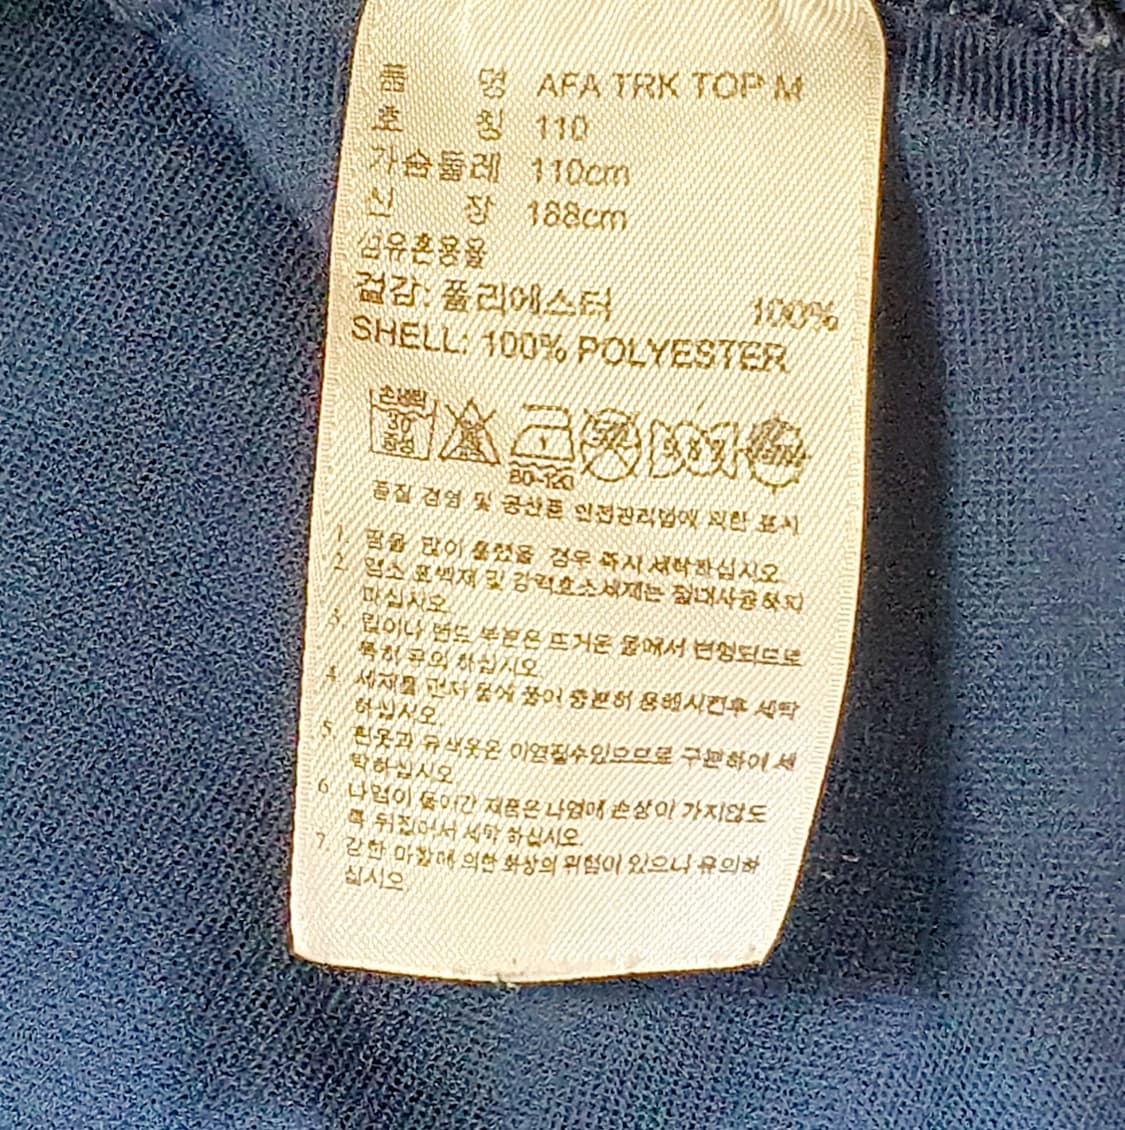 품 명 AFA TRK TOP M
호 칭 110
가슴둘레 110cm
신 장 188cm
섬유혼용율
겉감: 폴리에스터 100%
SHELL: 100% POLYESTER
손세탁
30
중성
80-120
품질 경영 및 공산품 안전관리법에 의한 표시
1. 땀을 많이 흘렸을 경우 즉시 세탁하십시오.
2. 염소 표백제 및 강력효소세제는 절대사용하지
마십시오.
3. 립이나 밴드 부분은 뜨거운 물에서 변형되므로
특히 유의 하십시오.
4. 세제를 먼저 물에 풀어 충분히 용해시킨후 세탁
하십시오.
5. 흰옷과 유색옷은 이염될수있으므로 구분하여 세
탁하십시오.
6. 나염이 들어간 제품은 나염에 손상이 가지않도
록 뒤집어서 세탁 하십시오.
7. 강한 마찰에 의한 화상의 위험이 있으니 유의하
십시오.